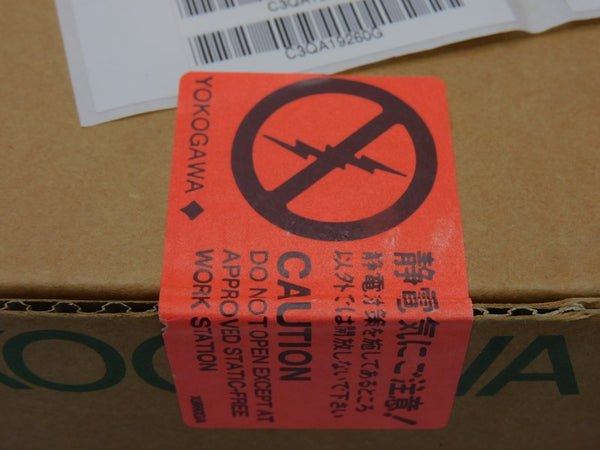 C3QA19260G
YOKOGAWA ◆
静電気にご注意!
静電対策を施してあるところ
以外では開放しないで下さい
CAUTION
DO NOT OPEN EXCEPT AT
APPROVED STATIC-FREE
WORK STATION